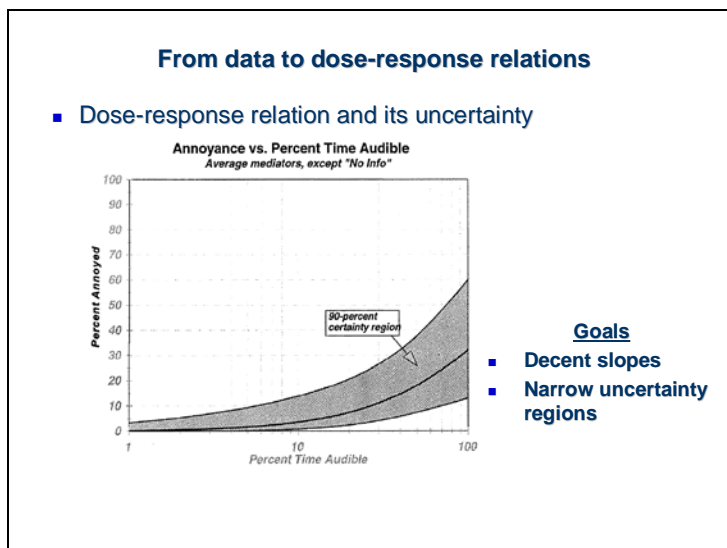 From data to dose-response relations
Dose-response relation and its uncertainty
Annoyance vs. Percent Time Audible
Average mediators, except "No Info"
100
90
80
70
60
50
40
30
20
10
0
Percent Annoyed
90-percent
certainty region
1
10
100
Percent Time Audible
Goals
Decent slopes
Narrow uncertainty
regions